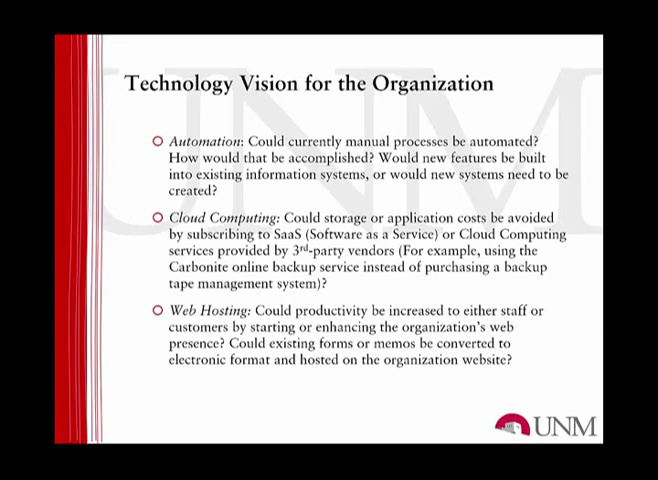 Technology Vision for the Organization
Automation: Could currently manual processes be automated?
How would that be accomplished? Would new features be built
into existing information systems, or would new systems need to be
created?
Cloud Computing: Could storage or application costs be avoided
by subscribing to SaaS (Software as a Service) or Cloud Computing
services provided by 3rd-party vendors (For example, using the
Carbonite online backup service instead of purchasing a backup
tape management system)?
Web Hosting: Could productivity be increased to either staff or
customers by starting or enhancing the organization's web
presence? Could existing forms or memos be converted to
electronic format and hosted on the organization website?
UNM
UNM